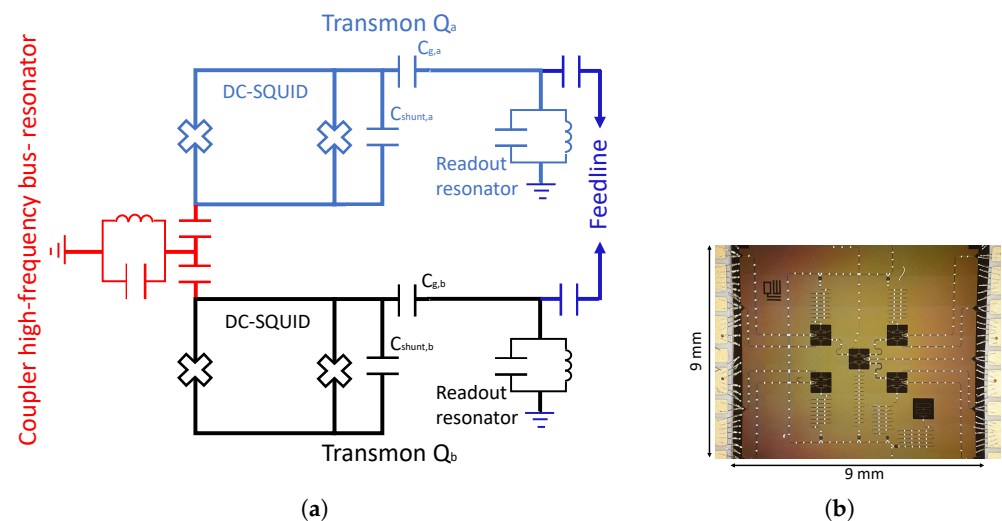 Transmon Qa
Cg,a
DC-SQUID
Cshunt,a
Readout
resonator
Feedline
Coupler high-frequency bus- resonator
Cg,b
DC-SQUID
Cshunt,b
Readout
resonator
Transmon Qb
9 mm
9 mm
(a)
(b)